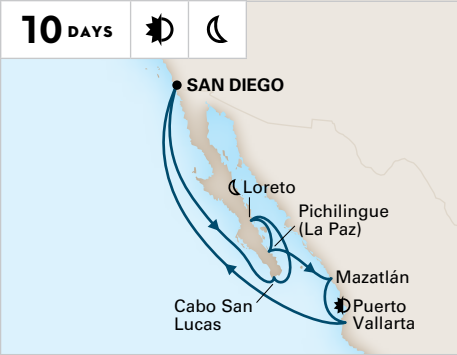 10 DAYS
SAN DIEGO
Loreto
Pichilingue
(La Paz)
Mazatlán
Cabo San
Lucas
Puerto
Vallarta